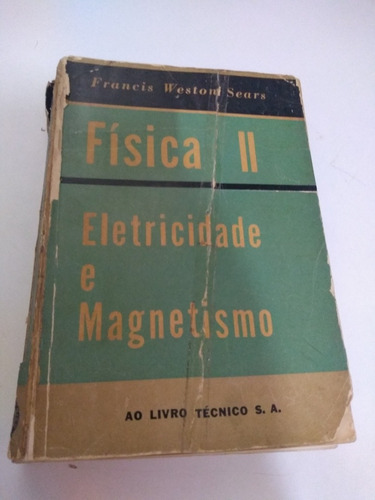 Francis Weston Sears
Física II
Eletricidade
e
Magnetismo
AO LIVRO TÉCNICO S. A.